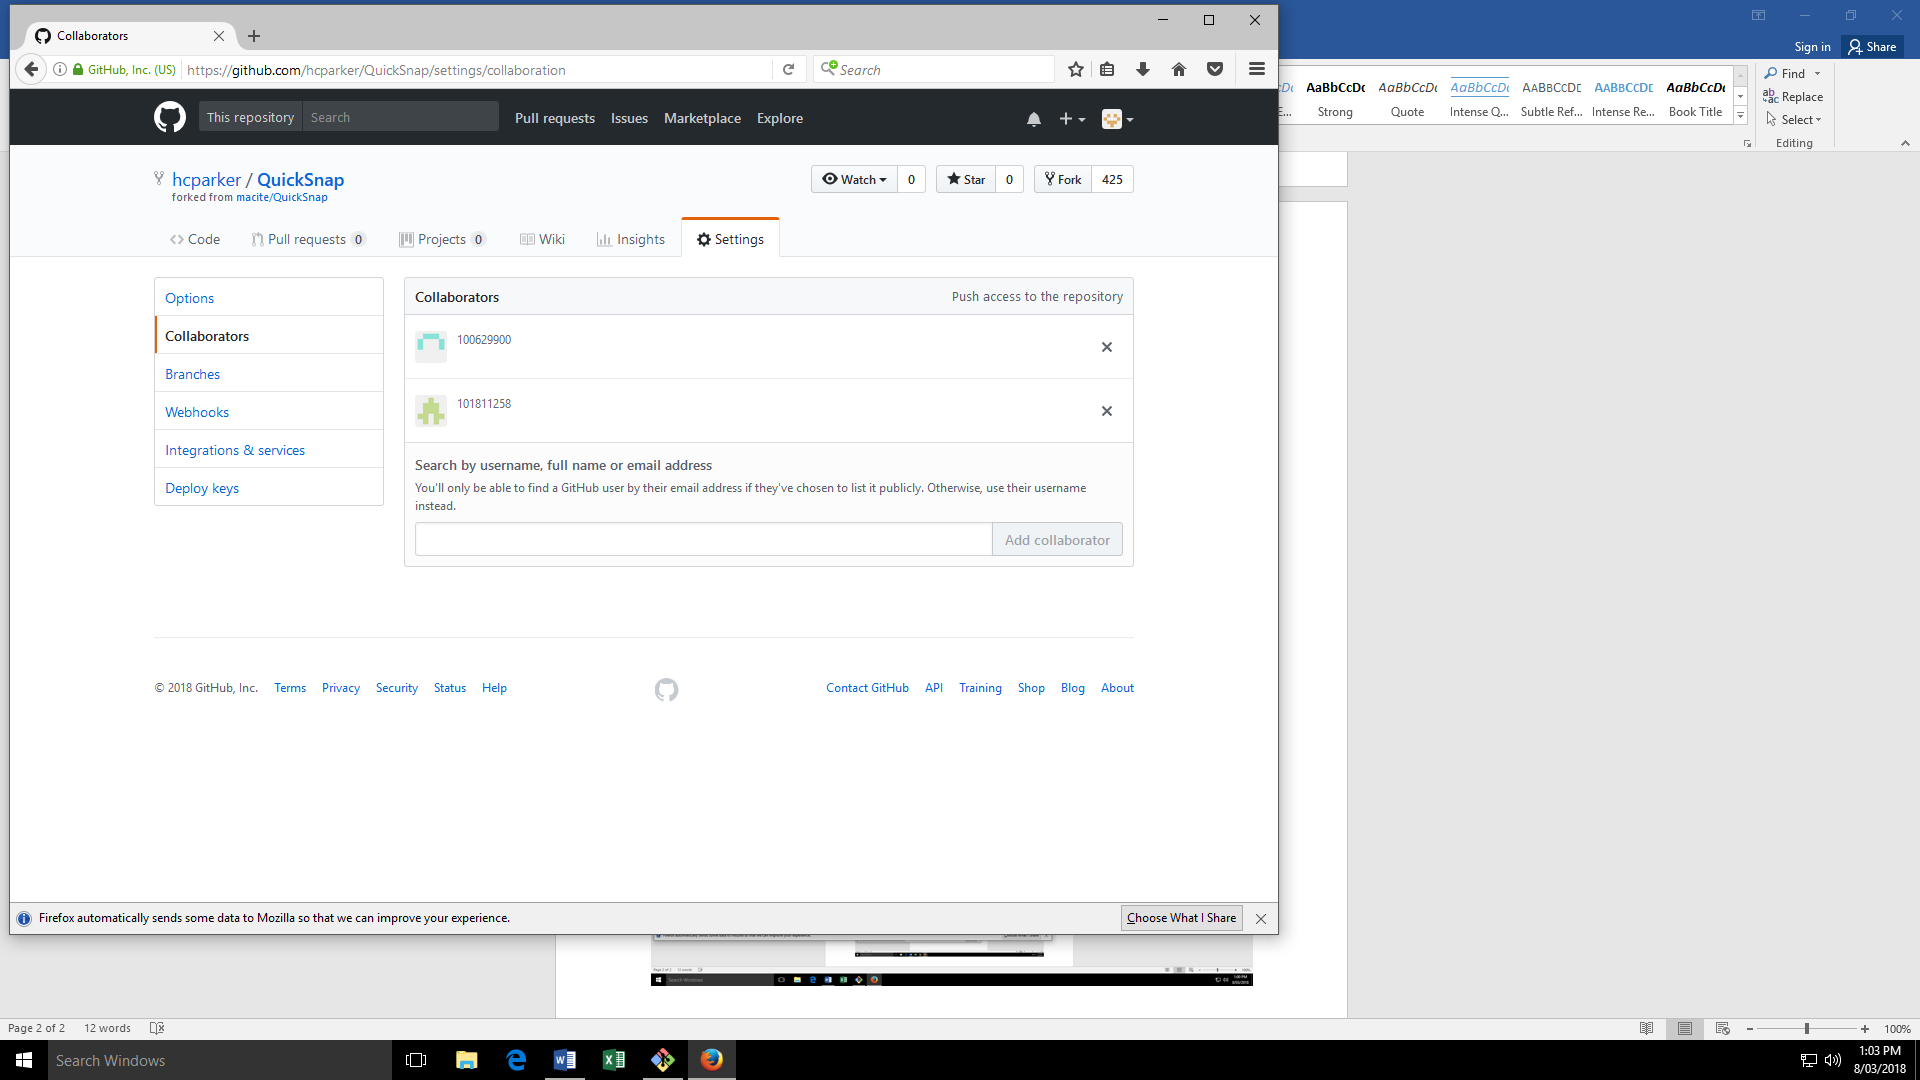 Collaborators
GitHub, Inc. (US)
https://github.com/hcparker/QuickSnap/settings/collaboration
Search
This repository
Search
Pull requests
Issues
Marketplace
Explore
hcparker / QuickSnap
forked from macite/QuickSnap
Watch 0
Star 0
Fork 425
Code
Pull requests 0
Projects 0
Wiki
Insights
Settings
Options
Collaborators
Branches
Webhooks
Integrations & services
Deploy keys
Collaborators
Push access to the repository
100629900
101811258
Search by username, full name or email address
You'll only be able to find a GitHub user by their email address if they've chosen to list it publicly. Otherwise, use their username
instead.
Add collaborator
© 2018 GitHub, Inc. Terms Privacy Security Status Help
Contact GitHub API Training Shop Blog About
Firefox automatically sends some data to Mozilla so that we can improve your experience.
Choose What I Share
Sign in
Share
AaBbCcDc AaBbCcDc AaBbCcDc AABBCCDE AABBCCDE AaBbCcDc
Strong
Quote
Intense Q...
Subtle Ref...
Intense Re...
Book Title
Find
Replace
Select
Editing
Page 2 of 2
12 words
100%
Search Windows
1:03 PM
8/03/2018